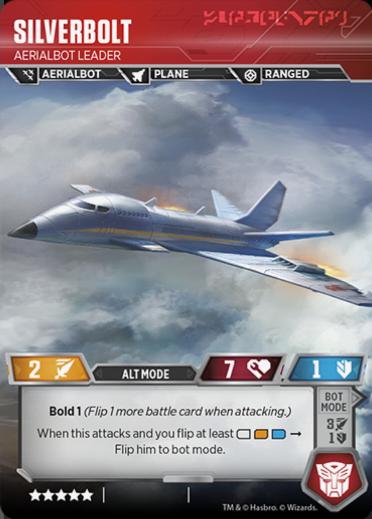 SILVERBOLT
AERIALBOT LEADER
AERIALBOT PLANE RANGED
2 ALT MODE 7 1
Bold 1 (Flip 1 more battle card when attacking.)
When this attacks and you flip at least →
Flip him to bot mode.
BOT
MODE
3
1
TM & © Hasbro. © Wizards.